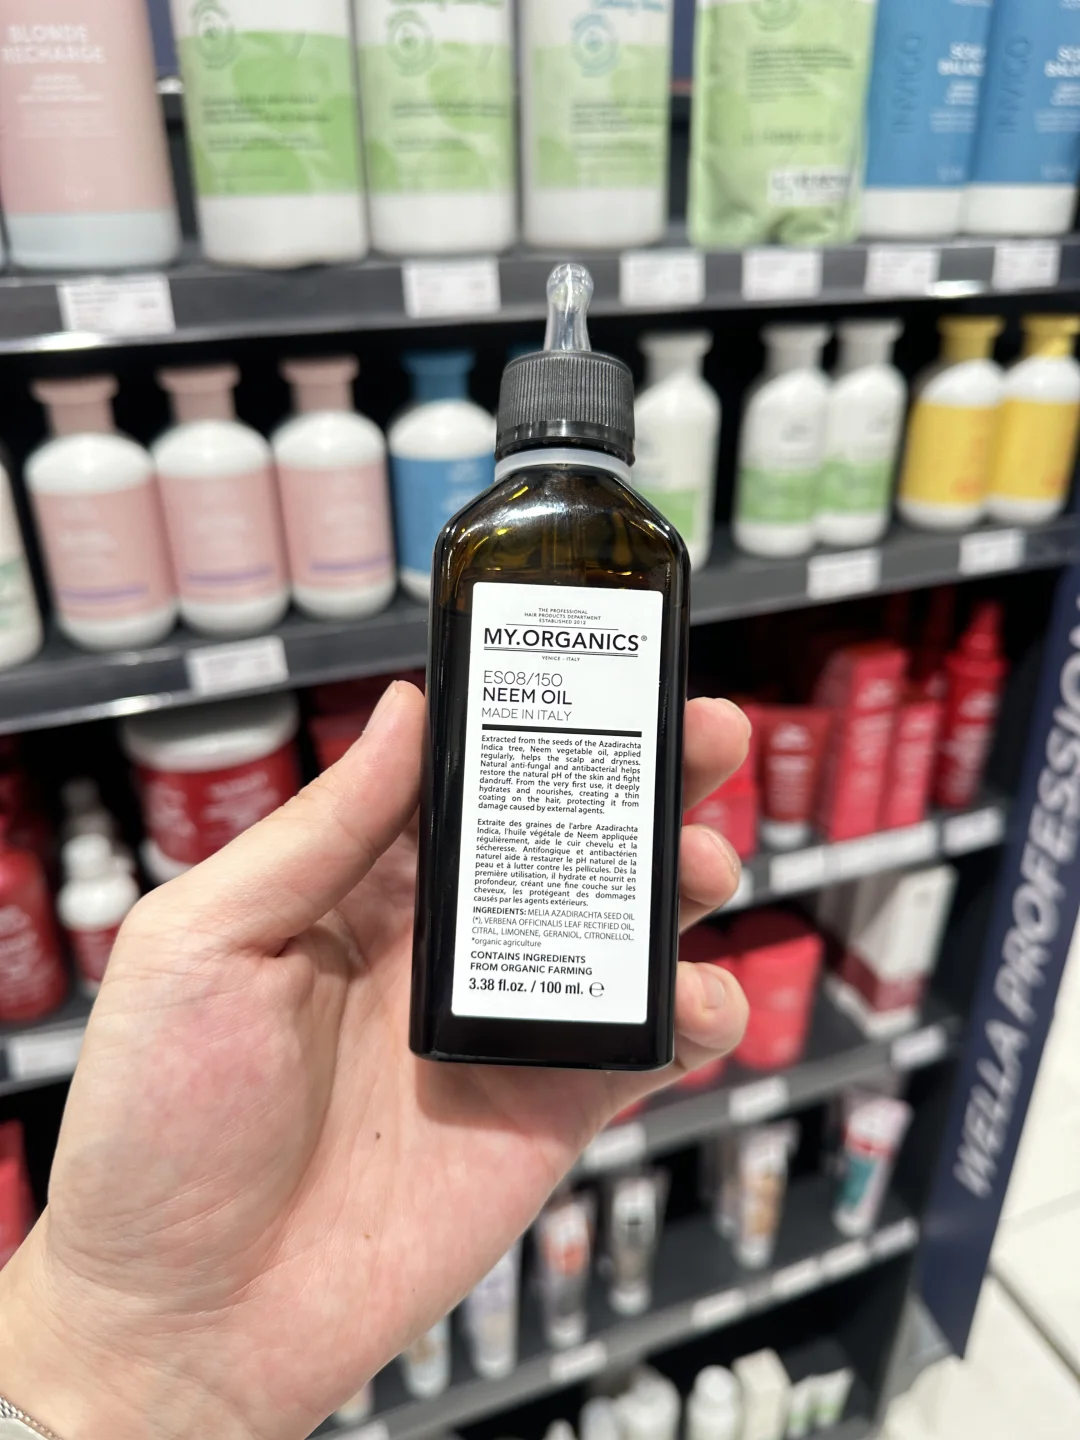 BLONDE
RECHARGE
INVIGO
INVIGO
THE PROFESSIONAL
HAIR PRODUCTS DEPARTMENT
ESTABLISHED 2012
MY.ORGANICS®
VENICE - ITALY
ES08/150
NEEM OIL
MADE IN ITALY
Extracted from the seeds of the Azadirachta
Indica tree, Neem vegetable oil, applied
regularly, helps the scalp and dryness.
Natural anti-fungal and antibacterial helps
restore the natural pH of the skin and fight
dandruff. From the very first use, it deeply
hydrates and nourishes, creating a thin
coating on the hair, protecting it from
damage caused by external agents.
Extraite des graines de l'arbre Azadirachta
Indica, l'huile végétale de Neem appliquée
régulièrement, aide le cuir chevelu et la
sécheresse. Antifongique et antibactérien
naturel aide à restaurer le pH naturel de la
peau et à lutter contre les pellicules. Dès la
première utilisation, il hydrate et nourrit en
profondeur, créant une fine couche sur les
cheveux, les protégeant des dommages
causés par les agents extérieurs.
INGREDIENTS: MELIA AZADIRACHTA SEED OIL
(*), VERBENA OFFICINALIS LEAF RECTIFIED OIL,
CITRAL, LIMONENE, GERANIOL, CITRONELLOL.
*organic agriculture
CONTAINS INGREDIENTS
FROM ORGANIC FARMING
3.38 fl.oz. / 100 ml. ℮
WELLA PROFESSION